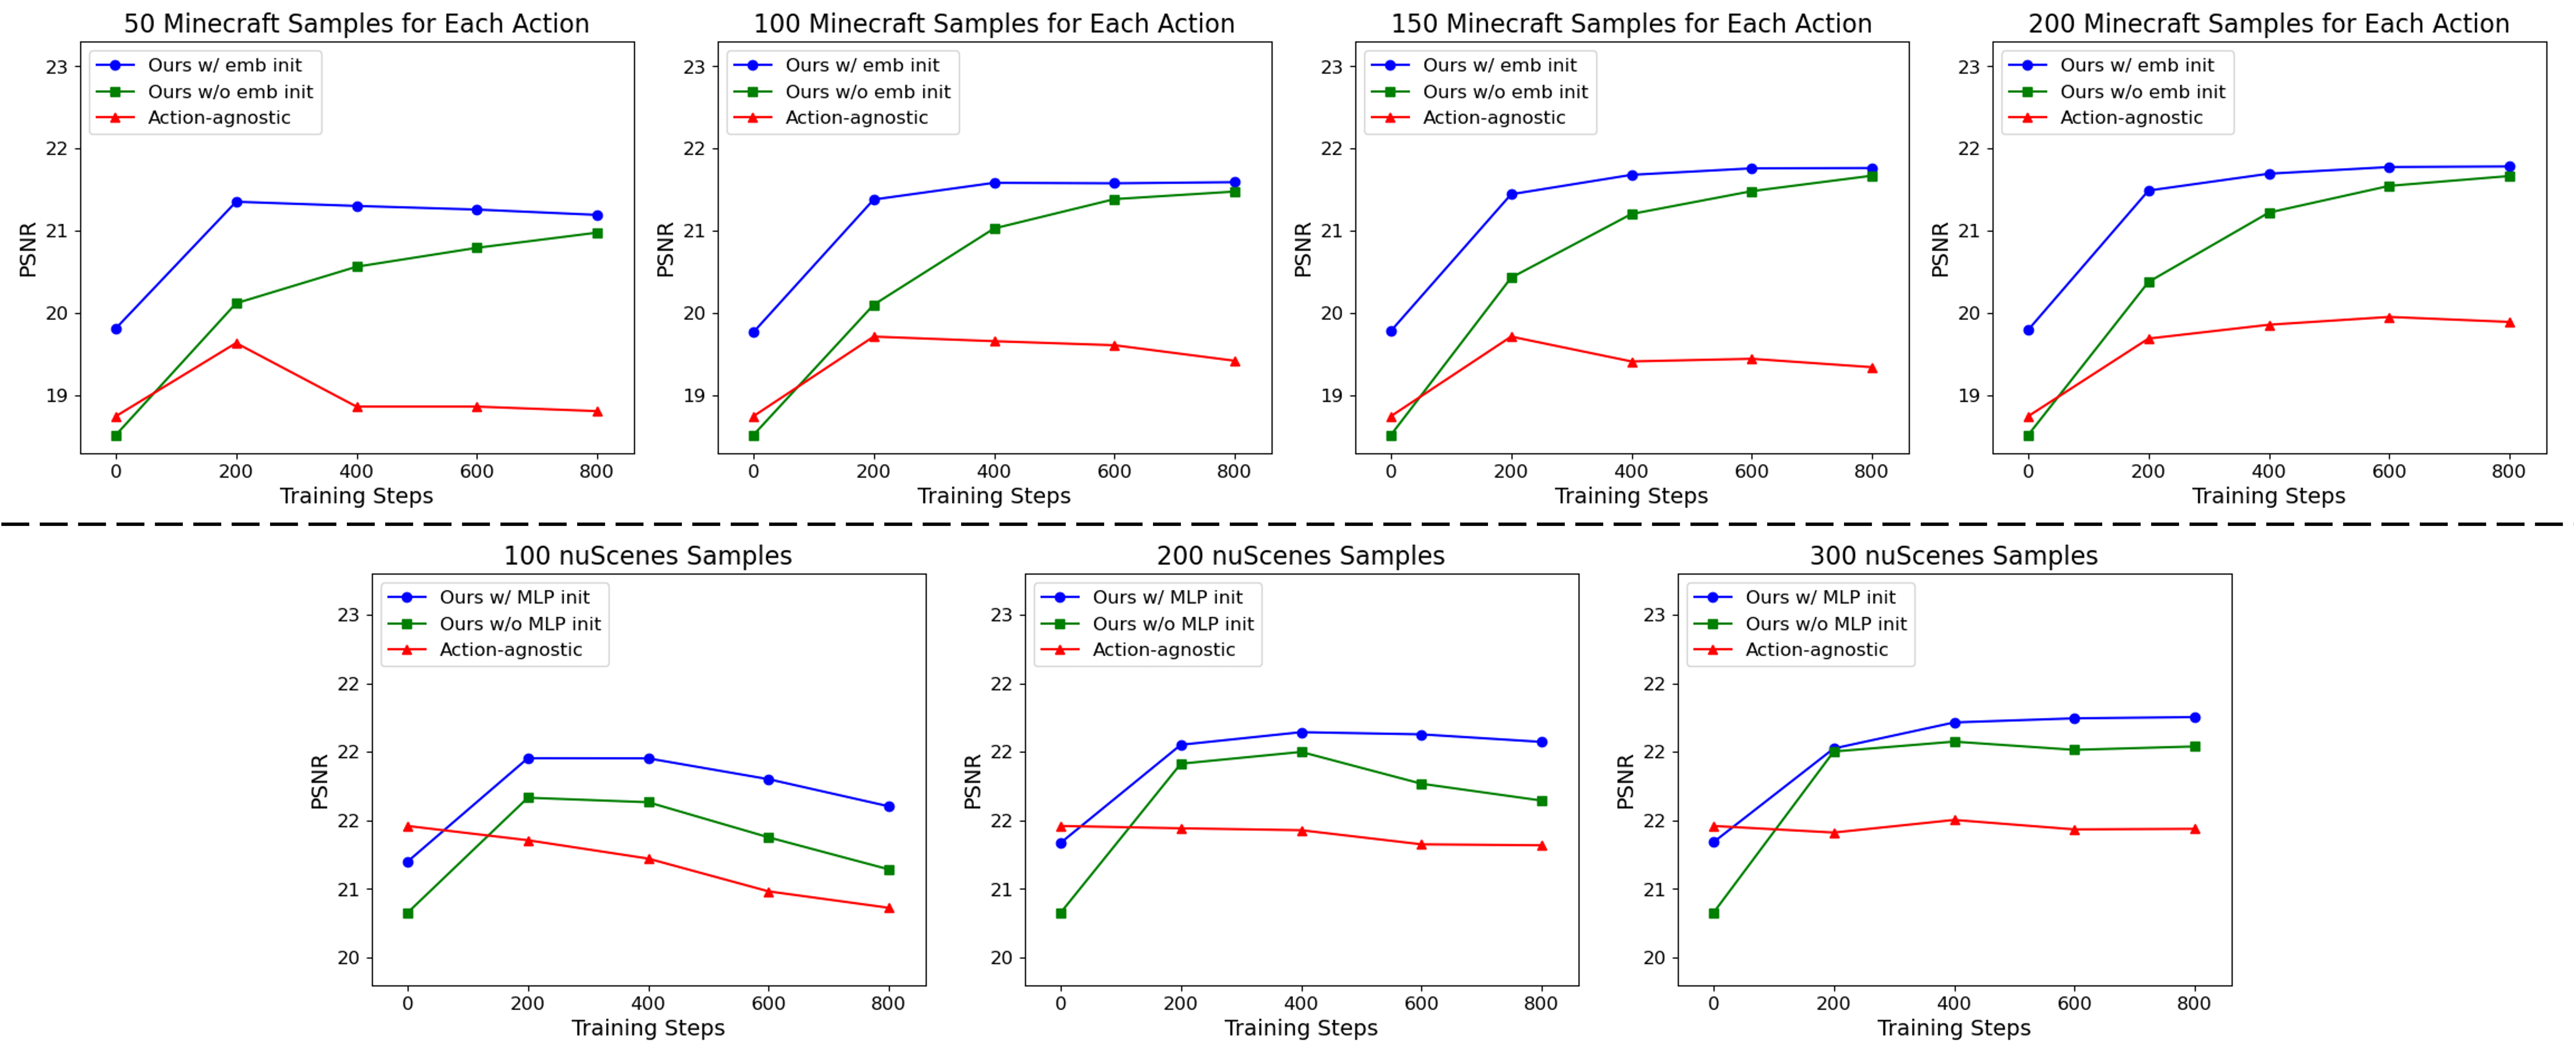 50 Minecraft Samples for Each Action
Ours w/ emb init
Ours w/o emb init
Action-agnostic
PSNR
23
22
21
20
19
0 200 400 600 800
Training Steps
100 Minecraft Samples for Each Action
Ours w/ emb init
Ours w/o emb init
Action-agnostic
PSNR
23
22
21
20
19
0 200 400 600 800
Training Steps
150 Minecraft Samples for Each Action
Ours w/ emb init
Ours w/o emb init
Action-agnostic
PSNR
23
22
21
20
19
0 200 400 600 800
Training Steps
200 Minecraft Samples for Each Action
Ours w/ emb init
Ours w/o emb init
Action-agnostic
PSNR
23
22
21
20
19
0 200 400 600 800
Training Steps
100 nuScenes Samples
Ours w/ MLP init
Ours w/o MLP init
Action-agnostic
PSNR
23
22
22
22
21
20
0 200 400 600 800
Training Steps
200 nuScenes Samples
Ours w/ MLP init
Ours w/o MLP init
Action-agnostic
PSNR
23
22
22
22
21
20
0 200 400 600 800
Training Steps
300 nuScenes Samples
Ours w/ MLP init
Ours w/o MLP init
Action-agnostic
PSNR
23
22
22
22
21
20
0 200 400 600 800
Training Steps